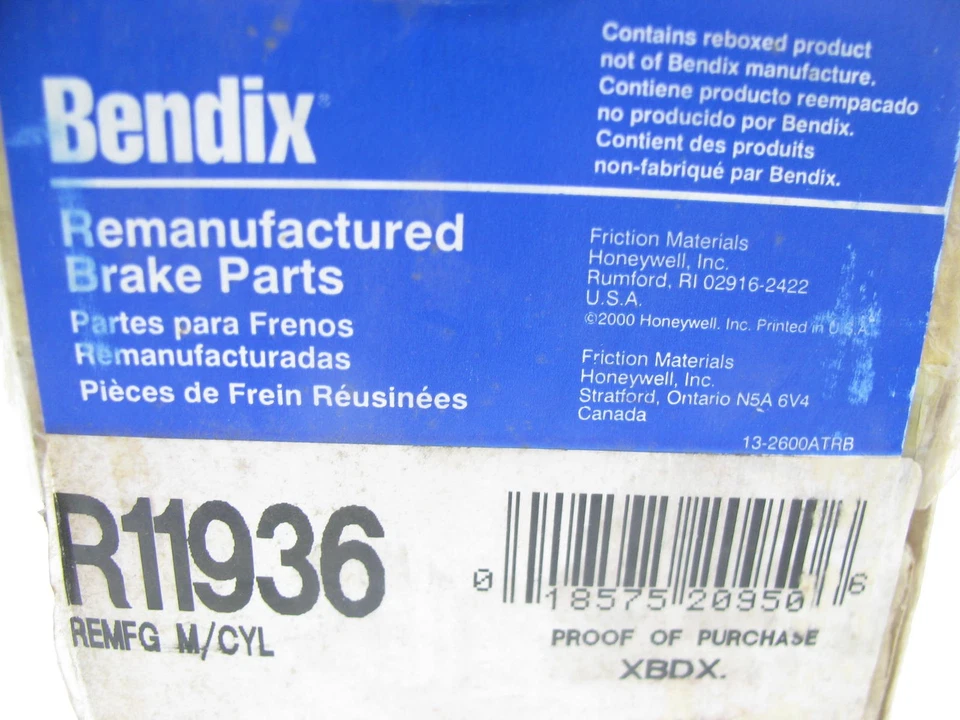 Bendix®
Contains reboxed product
not of Bendix manufacture.
Contiene producto reempacado
no producido por Bendix.
Contient des produits
non-fabriqué par Bendix.
Remanufactured
Brake Parts
Partes para Frenos
Remanufacturadas
Pièces de Frein Réusinées
Friction Materials
Honeywell, Inc.
Rumford, RI 02916-2422
U.S.A.
©2000 Honeywell. Inc. Printed in U.S.A.
Friction Materials
Honeywell, Inc.
Stratford, Ontario N5A 6V4
Canada
13-2600ATRB
R11936
REMFG M/CYL
0 18575 20950 6
PROOF OF PURCHASE
XBDX.